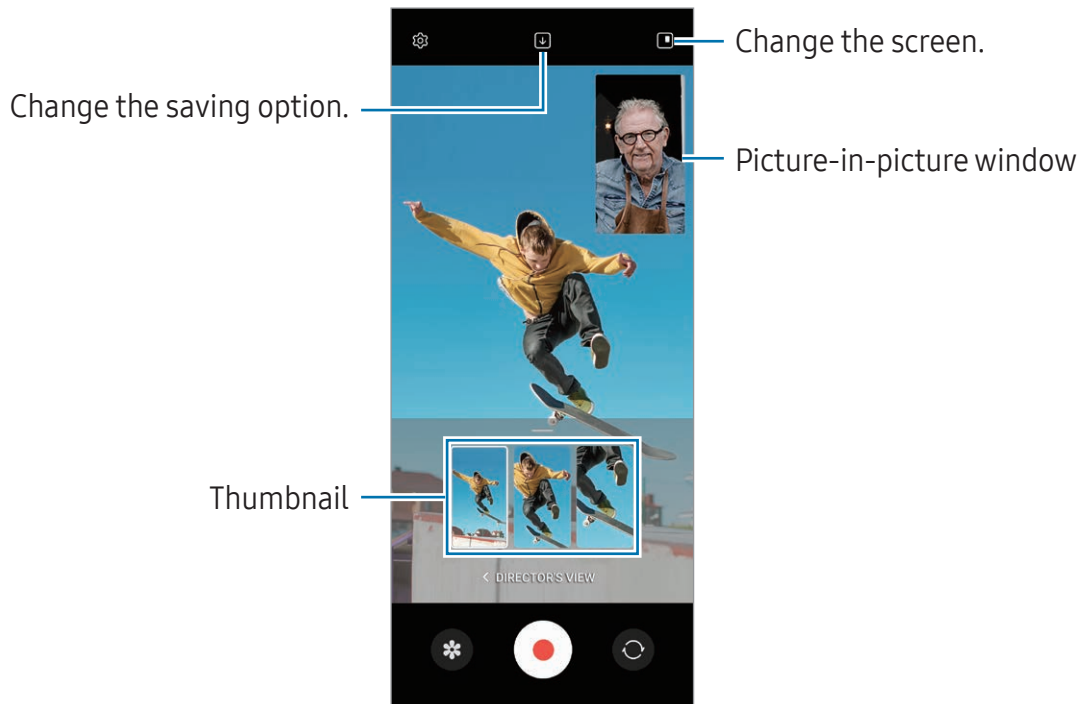 Change the screen.
Change the saving option.
Picture-in-picture window
Thumbnail
< DIRECTOR'S VIEW